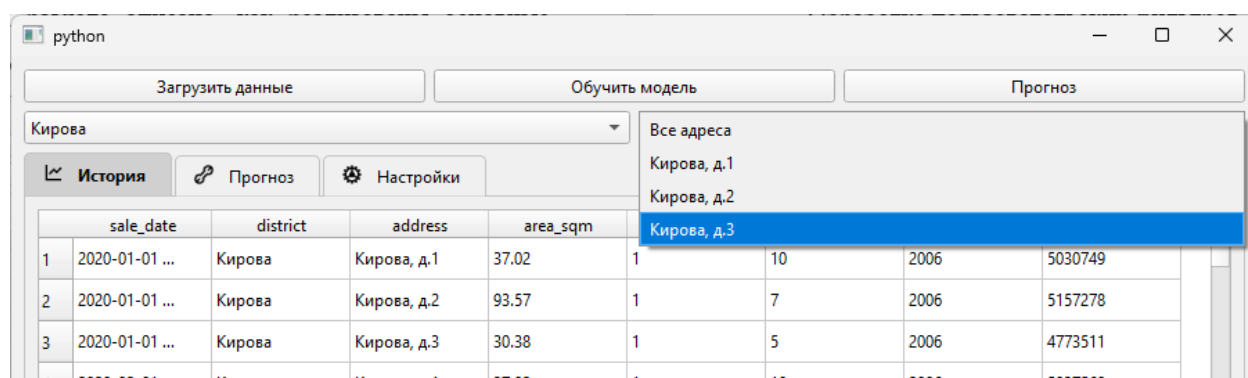 python
Загрузить данные Обучить модель Прогноз
Кирова
Все адреса
Кирова, д.1
Кирова, д.2
Кирова, д.3
История Прогноз Настройки
sale_date district address area_sqm
1 2020-01-01 ... Кирова Кирова, д.1 37.02 1 10 2006 5030749
2 2020-01-01 ... Кирова Кирова, д.2 93.57 1 7 2006 5157278
3 2020-01-01 ... Кирова Кирова, д.3 30.38 1 5 2006 4773511